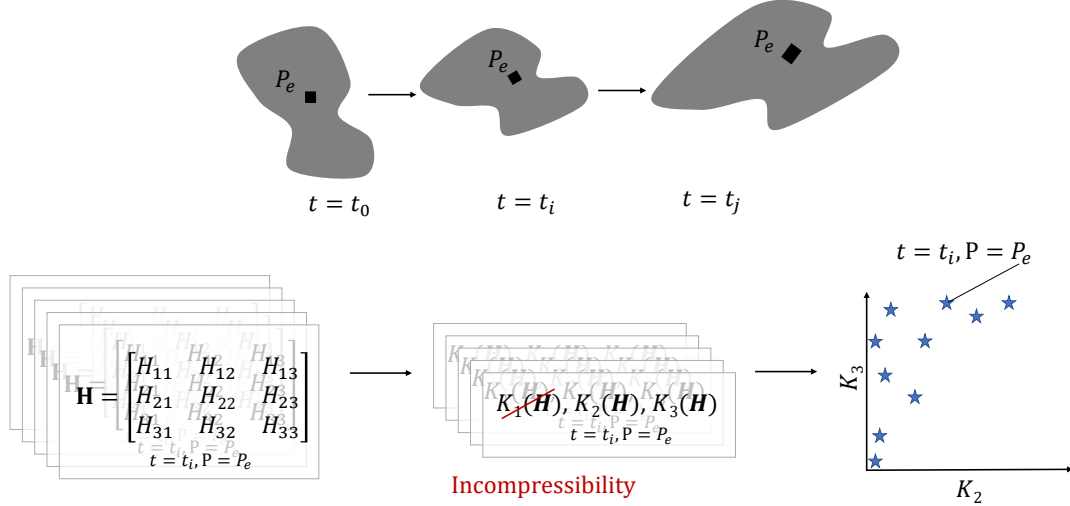 P_e
P_e
P_e
t = t_0
t = t_i
t = t_j
t = t_i, P = P_e
H = [H_11 H_12 H_13
H_21 H_22 H_23
H_31 H_32 H_33]
t = t_i, P = P_e
K_1(H), K_2(H), K_3(H)
t = t_i, P = P_e
Incompressibility
K_3
K_2